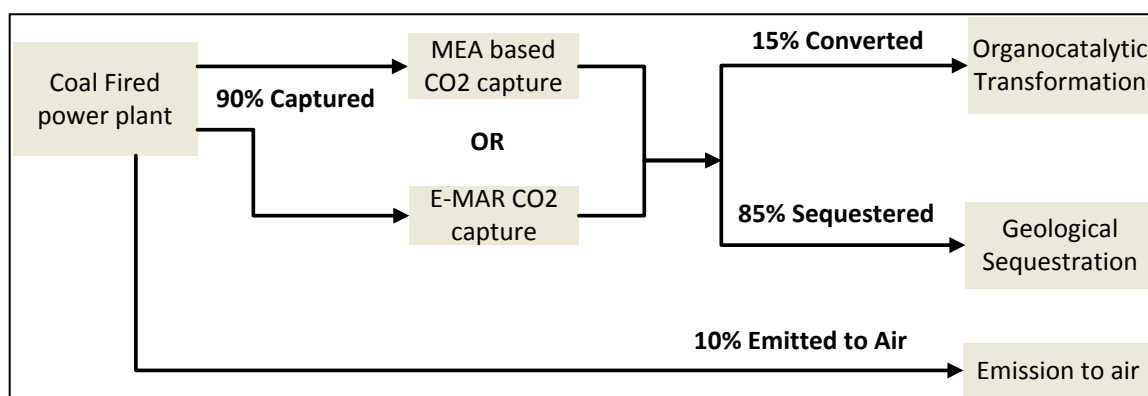 Coal Fired
power plant
90% Captured
MEA based
CO2 capture
OR
E-MAR CO2
capture
15% Converted
Organocatalytic
Transformation
85% Sequestered
Geological
Sequestration
10% Emitted to Air
Emission to air